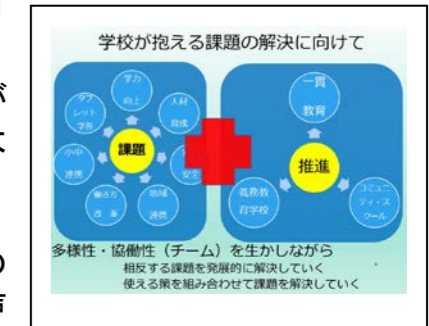 学校が抱える課題の解決に向けて
学力
向上
人材
育成
タブ
レット
学習
課題
安全
小中
連携
働き方
改革
地域
連携
一貫
教育
推進
義務教
育学校
コミュニ
ティ・ス
クール
多様性・協働性（チーム）を生かしながら
相反する課題を発展的に解決していく
使える策を組み合わせて課題を解決していく
が
の